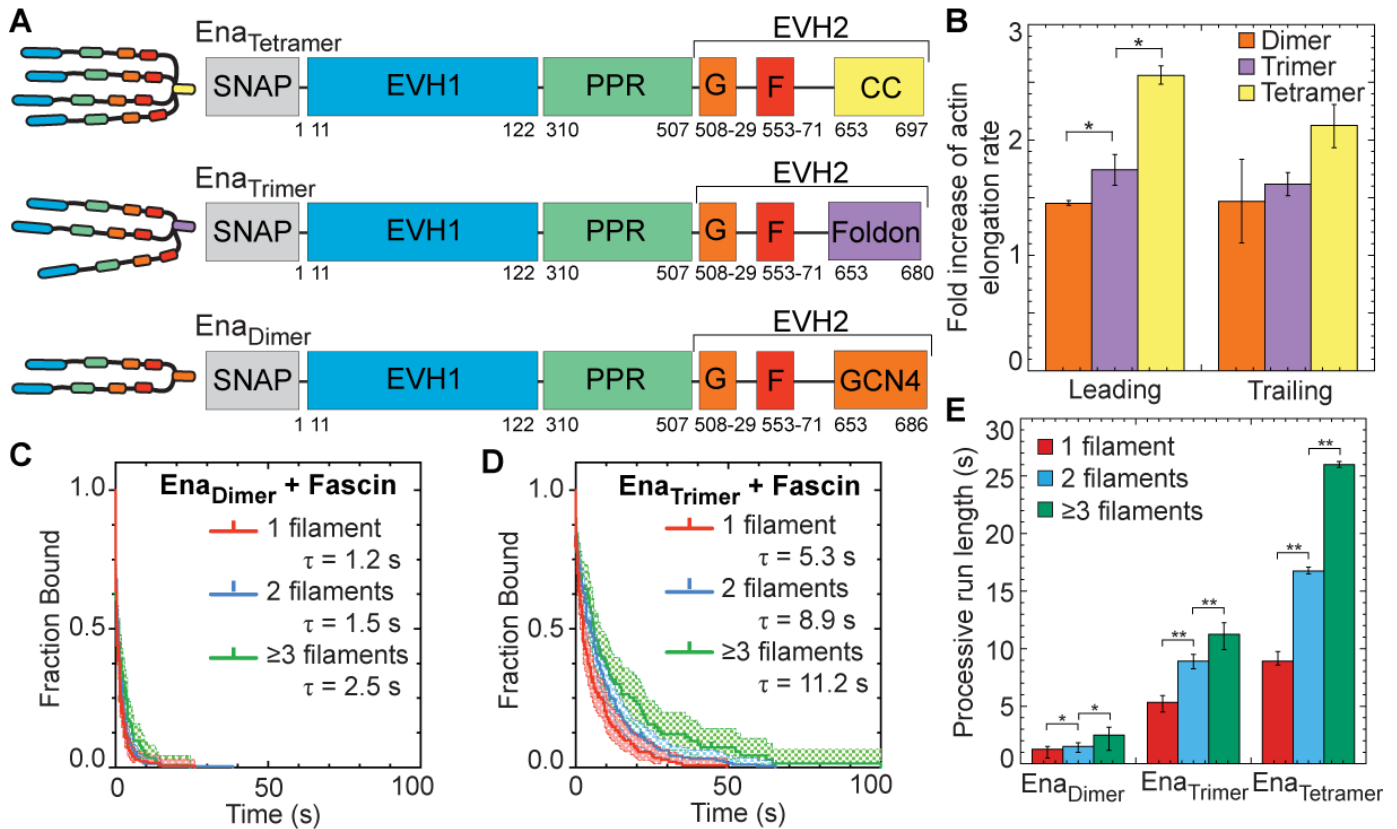 A
Ena Tetramer
EVH2
SNAP EVH1 PPR G F CC
1 11 122 310 507 508-29 553-71 653 697
Ena Trimer
EVH2
SNAP EVH1 PPR G F Foldon
1 11 122 310 507 508-29 553-71 653 680
Ena Dimer
EVH2
SNAP EVH1 PPR G F GCN4
1 11 122 310 507 508-29 553-71 653 686
B
Fold increase of actin
elongation rate
3
2
1
0
* *
Dimer
Trimer
Tetramer
Leading Trailing
C
Fraction Bound
1.0
0.5
0.0
EnaDimer + Fascin
1 filament
τ = 1.2 s
2 filaments
τ = 1.5 s
≥3 filaments
τ = 2.5 s
0 50 100
Time (s)
D
Fraction Bound
1.0
0.5
0.0
EnaTrimer + Fascin
1 filament
τ = 5.3 s
2 filaments
τ = 8.9 s
≥3 filaments
τ = 11.2 s
0 50 100
Time (s)
E
Processive run length (s)
30
25
20
15
10
5
0
1 filament
2 filaments
≥3 filaments
* * ** ** ** **
EnaDimer EnaTrimer EnaTetramer